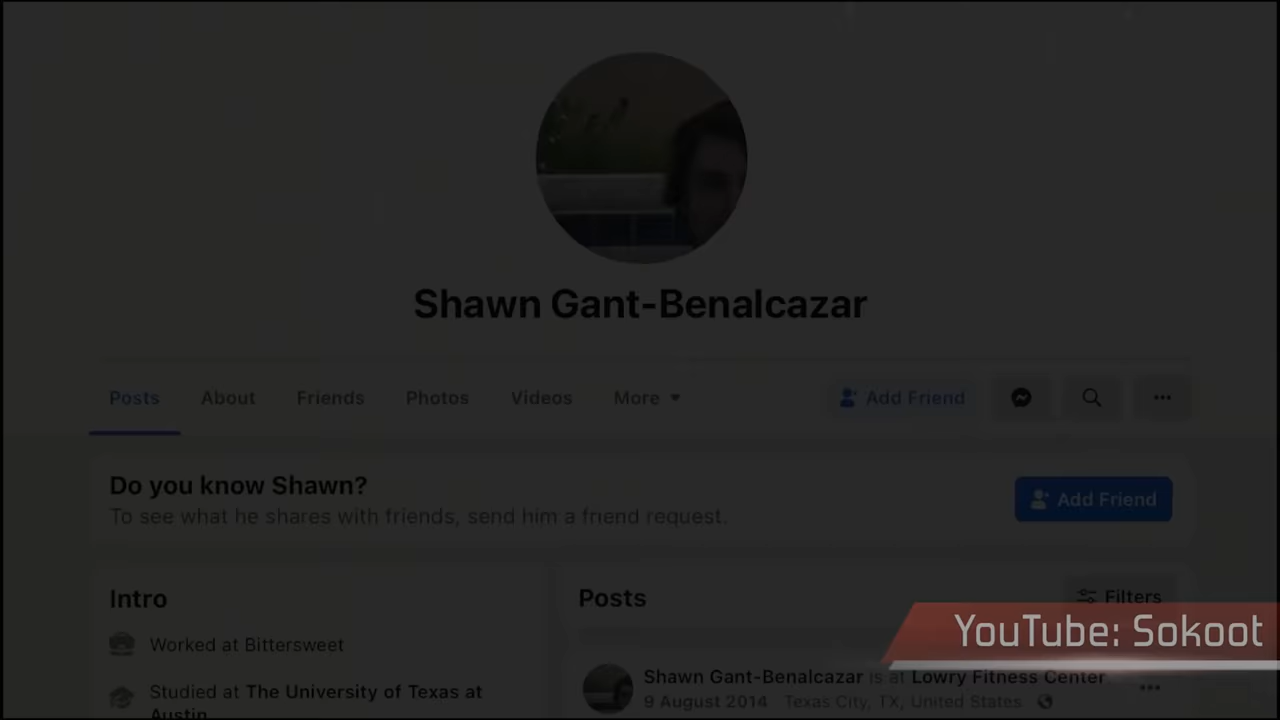 Shawn Gant-Benalcazar
Posts About Friends Photos Videos More Add Friend
Do you know Shawn?
To see what he shares with friends, send him a friend request.
Add Friend
Intro
Worked at Bittersweet
Studied at The University of Texas at
Austin
Posts
Filters
YouTube: Sokoot
Shawn Gant-Benalcazar is at Lowry Fitness Center
9 August 2014 Texas City, TX, United States